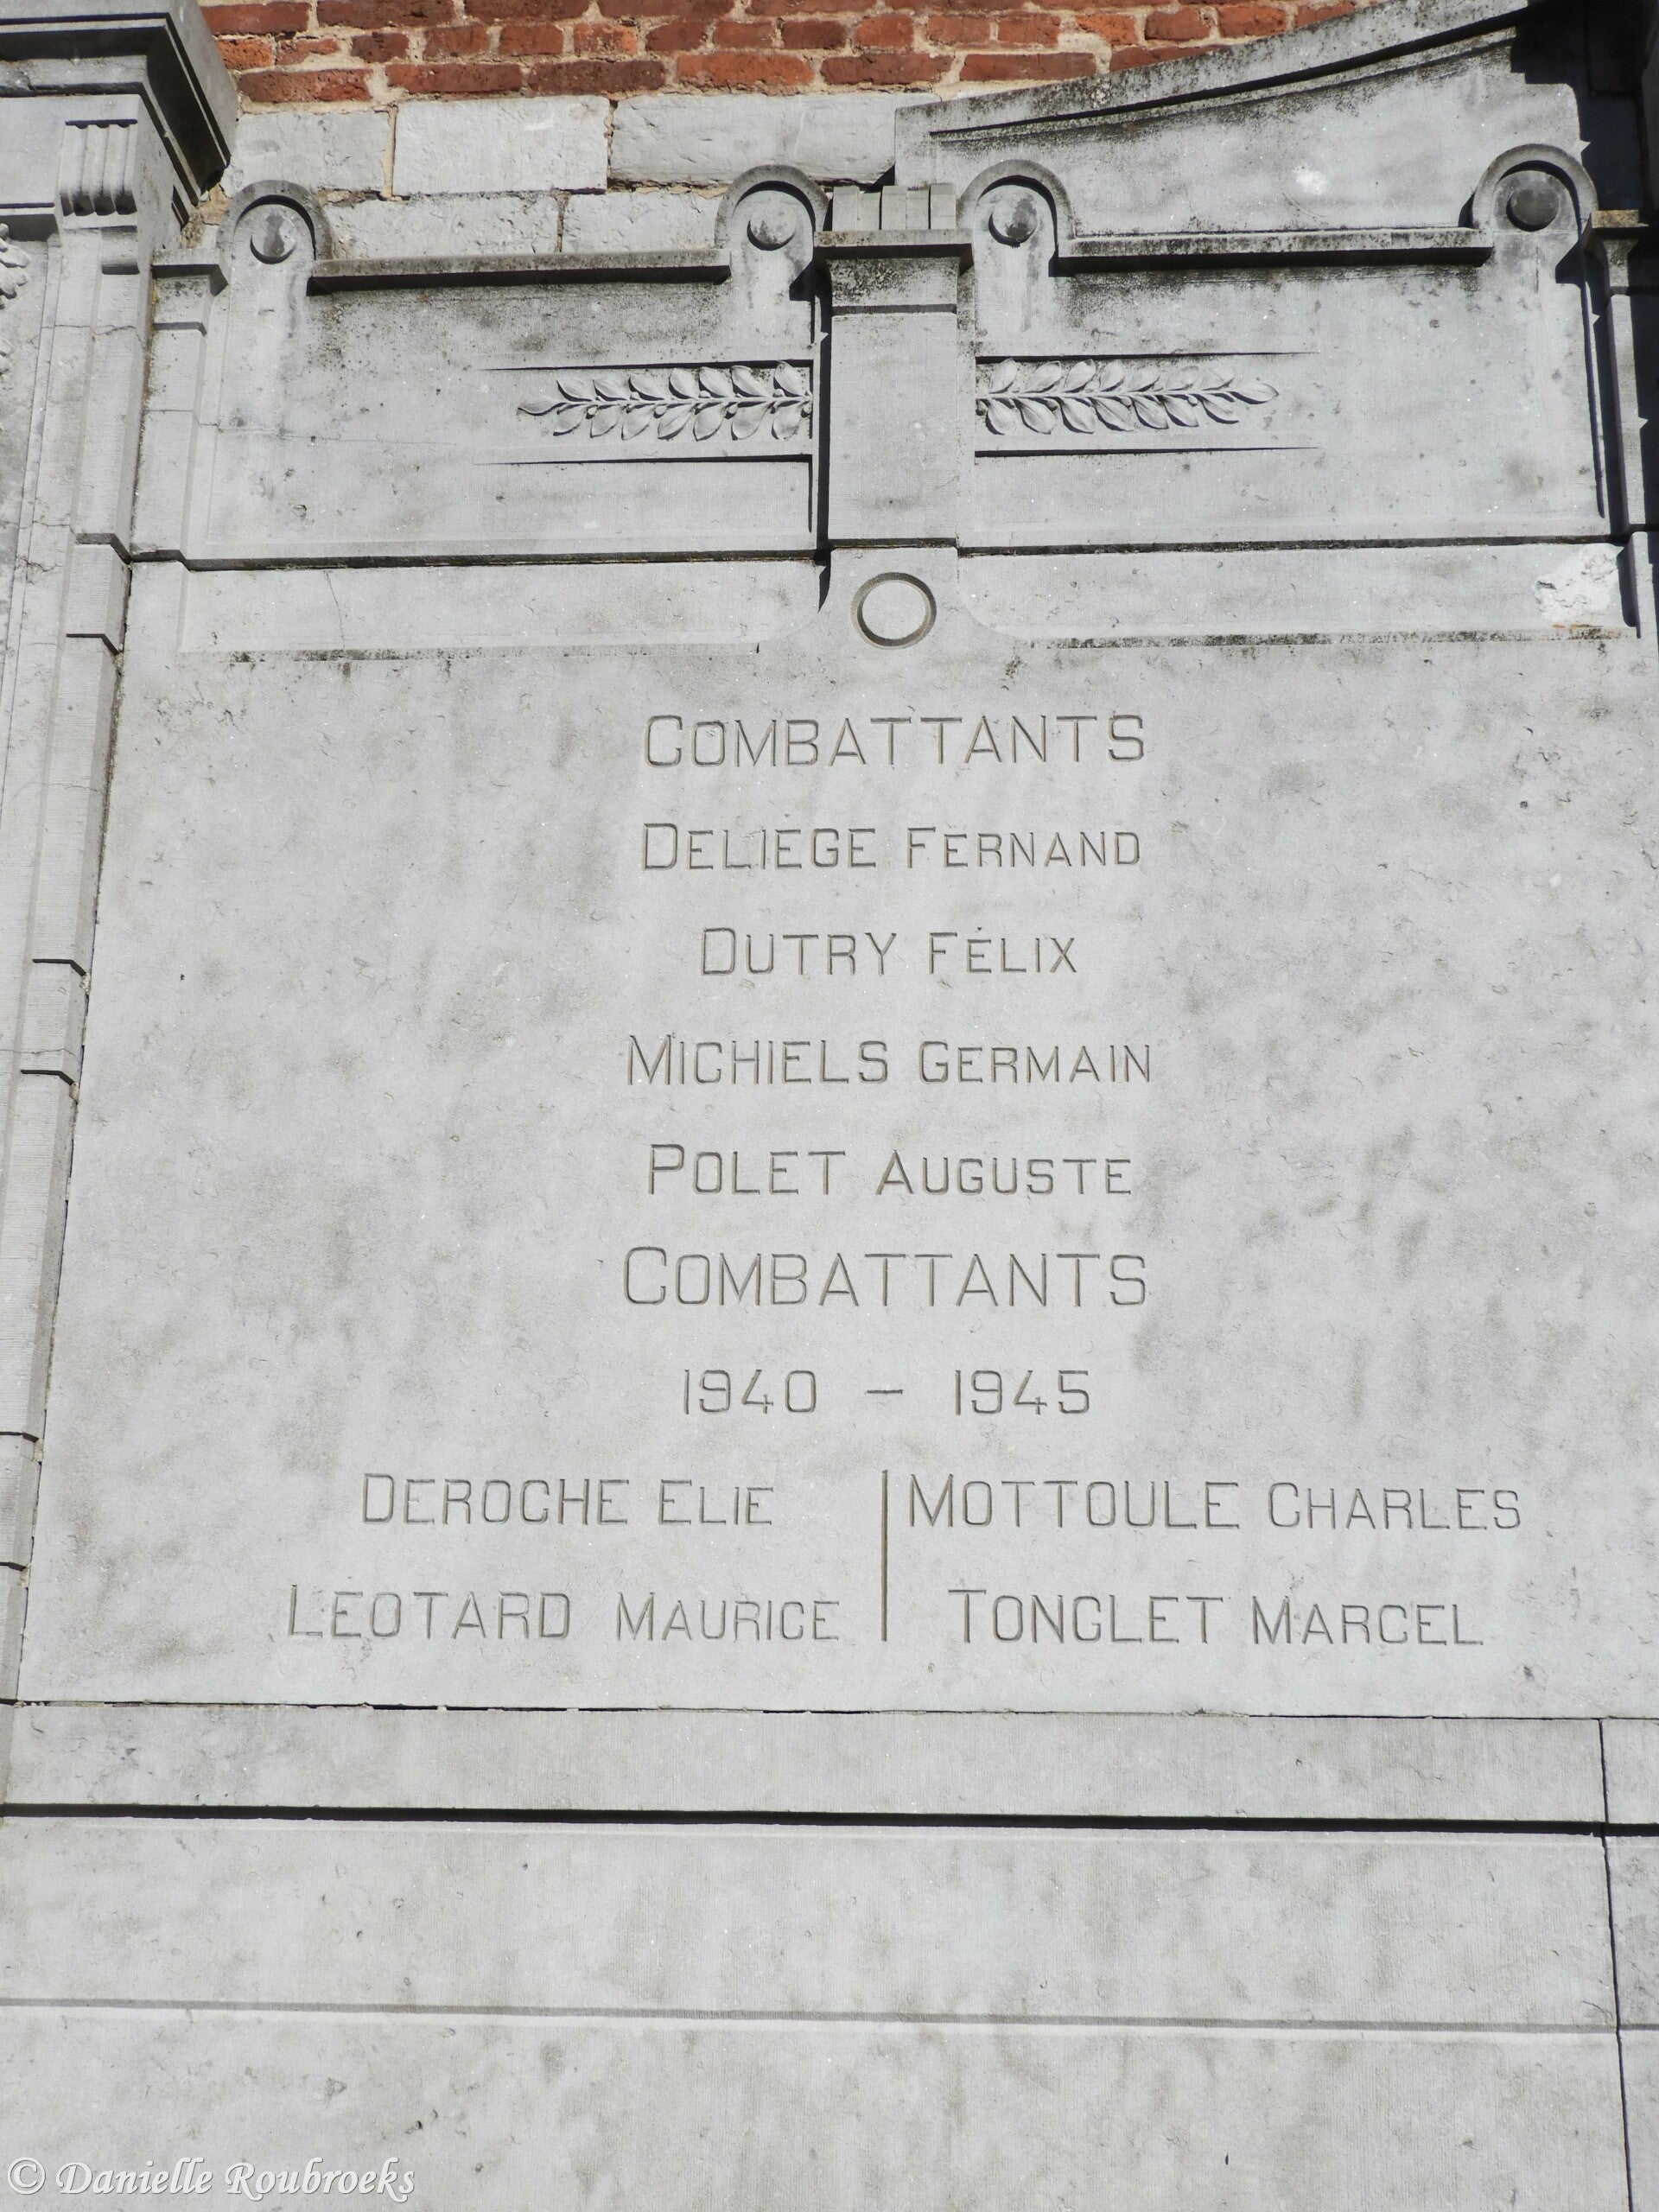 COMBATTANTS
DELIEGE FERNAND
DUTRY FÉLIX
MICHIELS GERMAIN
POLET AUGUSTE
COMBATTANTS
1940 - 1945
DEROCHE ELIE | MOTTOULE CHARLES
LEOTARD MAURICE | TONGLET MARCEL
© Danielle Roubroeks